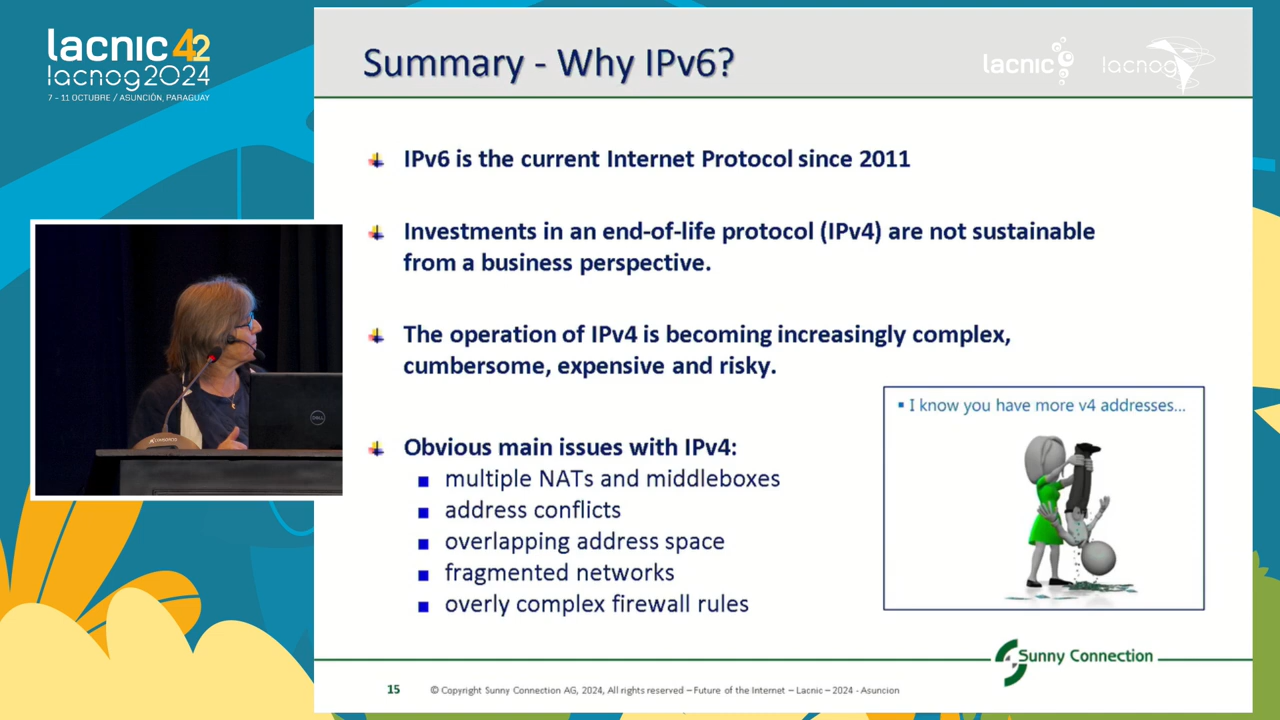 lacnic 42
lacnog2024
7 - 11 OCTUBRE / ASUNCIÓN, PARAGUAY
Summary - Why IPv6?
lacnic
lacnog
IPv6 is the current Internet Protocol since 2011
Investments in an end-of-life protocol (IPv4) are not sustainable
from a business perspective.
The operation of IPv4 is becoming increasingly complex,
cumbersome, expensive and risky.
I know you have more v4 addresses...
Obvious main issues with IPv4:
multiple NATs and middleboxes
address conflicts
overlapping address space
fragmented networks
overly complex firewall rules
DELL
Sunny Connection
15
© Copyright Sunny Connection AG, 2024, All rights reserved – Future of the Internet – Lacnic – 2024 - Asuncion